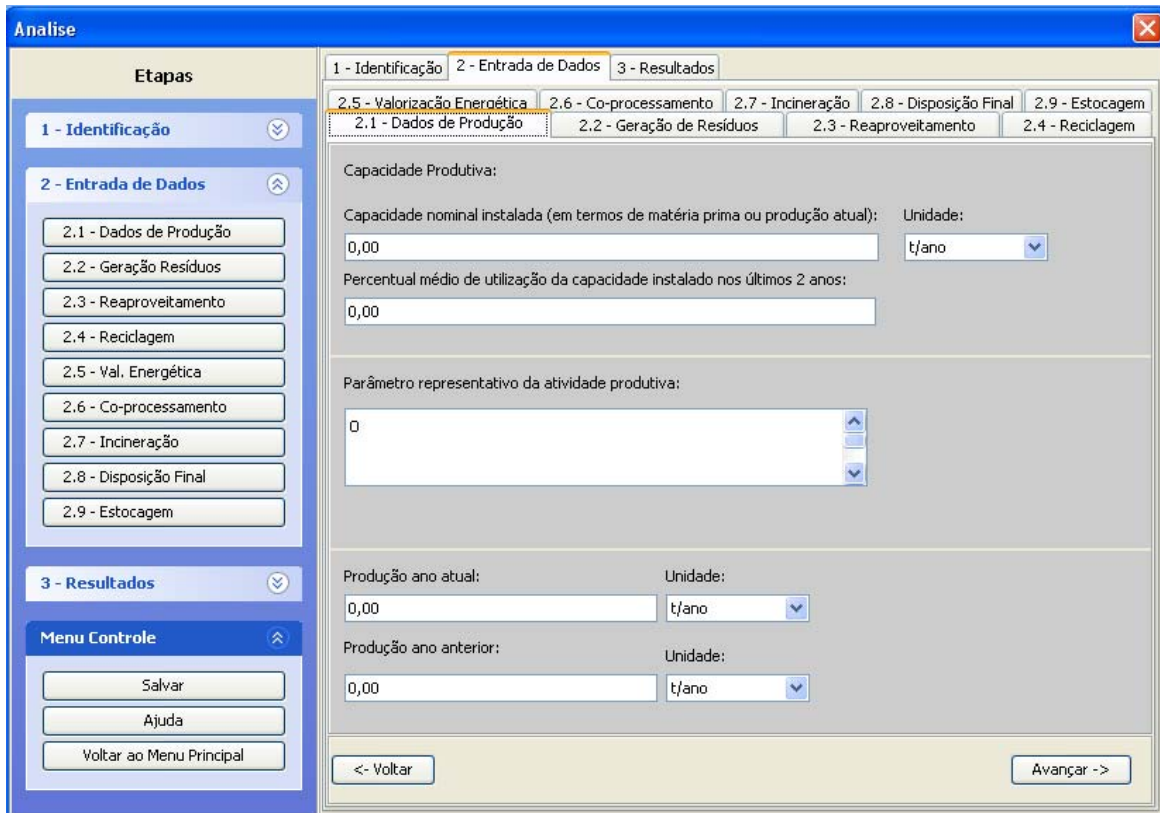 Analise
Etapas
1 - Identificação
2 - Entrada de Dados
2.1 - Dados de Produção
2.2 - Geração Resíduos
2.3 - Reaproveitamento
2.4 - Reciclagem
2.5 - Val. Energética
2.6 - Co-processamento
2.7 - Incineração
2.8 - Disposição Final
2.9 - Estocagem
3 - Resultados
Menu Controle
Salvar
Ajuda
Voltar ao Menu Principal
1 - Identificação 2 - Entrada de Dados 3 - Resultados
2.5 - Valorização Energética 2.6 - Co-processamento 2.7 - Incineração 2.8 - Disposição Final 2.9 - Estocagem
2.1 - Dados de Produção 2.2 - Geração de Resíduos 2.3 - Reaproveitamento 2.4 - Reciclagem
Capacidade Produtiva:
Capacidade nominal instalada (em termos de matéria prima ou produção atual): Unidade:
0,00 t/ano
Percentual médio de utilização da capacidade instalado nos últimos 2 anos:
0,00
Parâmetro representativo da atividade produtiva:
O
Produção ano atual: Unidade:
0,00 t/ano
Produção ano anterior: Unidade:
0,00 t/ano
<- Voltar Avançar ->